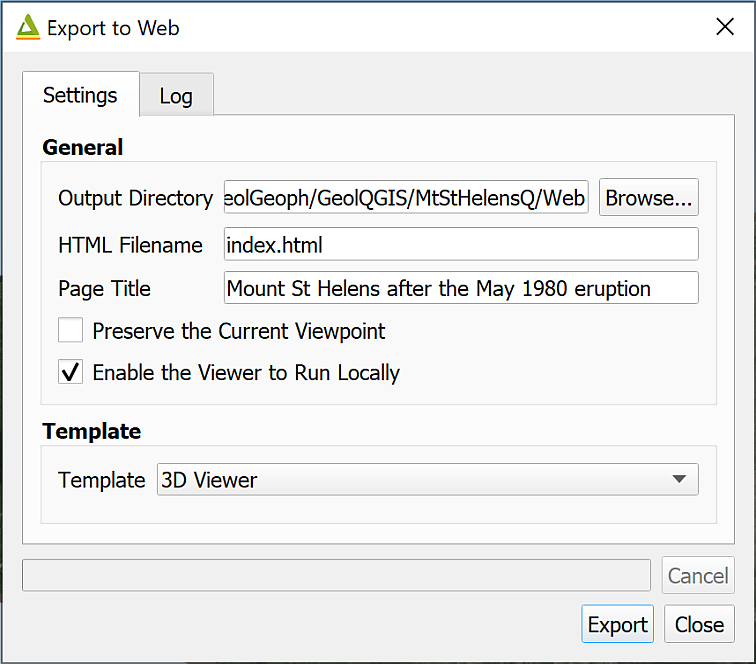 Export to Web
Settings
Log
General
Output Directory
eolGeoph/GeolQGIS/MtStHelensQ/Web
Browse...
HTML Filename
index.html
Page Title
Mount St Helens after the May 1980 eruption
Preserve the Current Viewpoint
Enable the Viewer to Run Locally
Template
Template
3D Viewer
Cancel
Export
Close